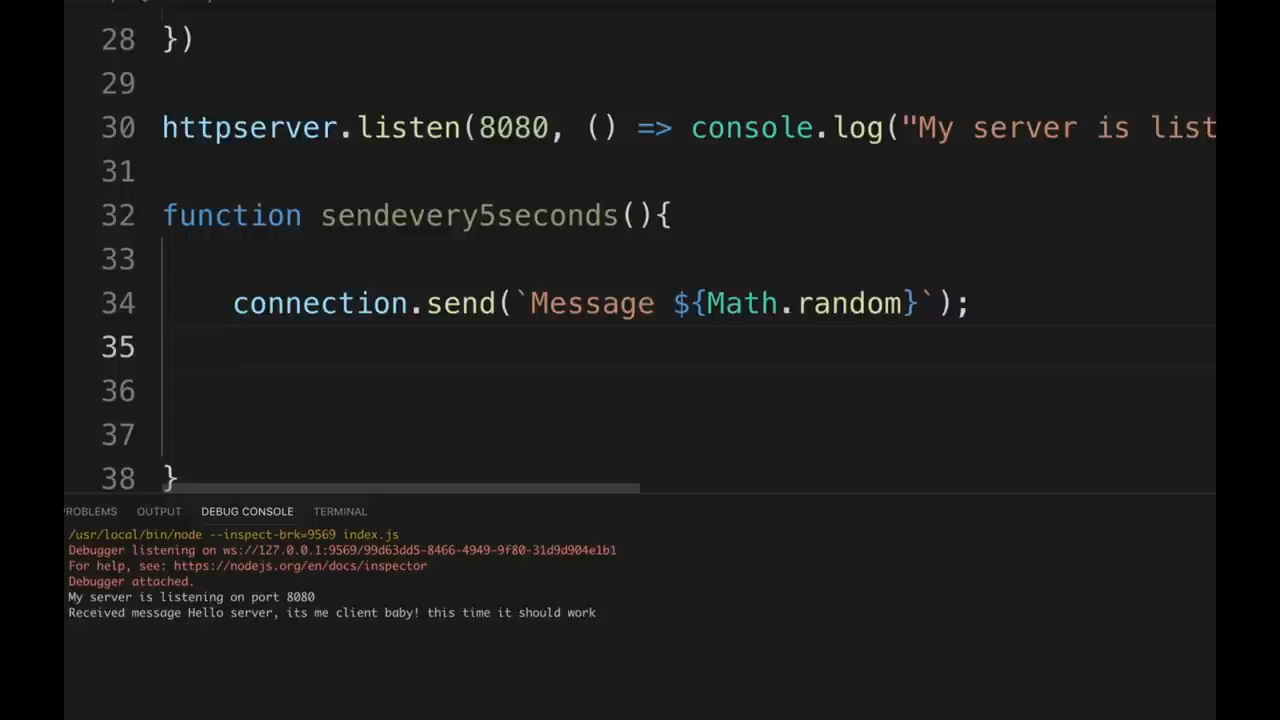 28 })
29
30 httpserver.listen(8080, () => console.log("My server is list
31
32 function sendevery5seconds(){
33
34 connection.send(`Message ${Math.random}`);
35
36
37
38 }
ROBLEMS OUTPUT DEBUG CONSOLE TERMINAL
/usr/local/bin/node --inspect-brk=9569 index.js
Debugger listening on ws://127.0.0.1:9569/99d63dd5-8466-4949-9f80-31d9d904e1b1
For help, see: https://nodejs.org/en/docs/inspector
Debugger attached.
My server is listening on port 8080
Received message Hello server, its me client baby! this time it should work